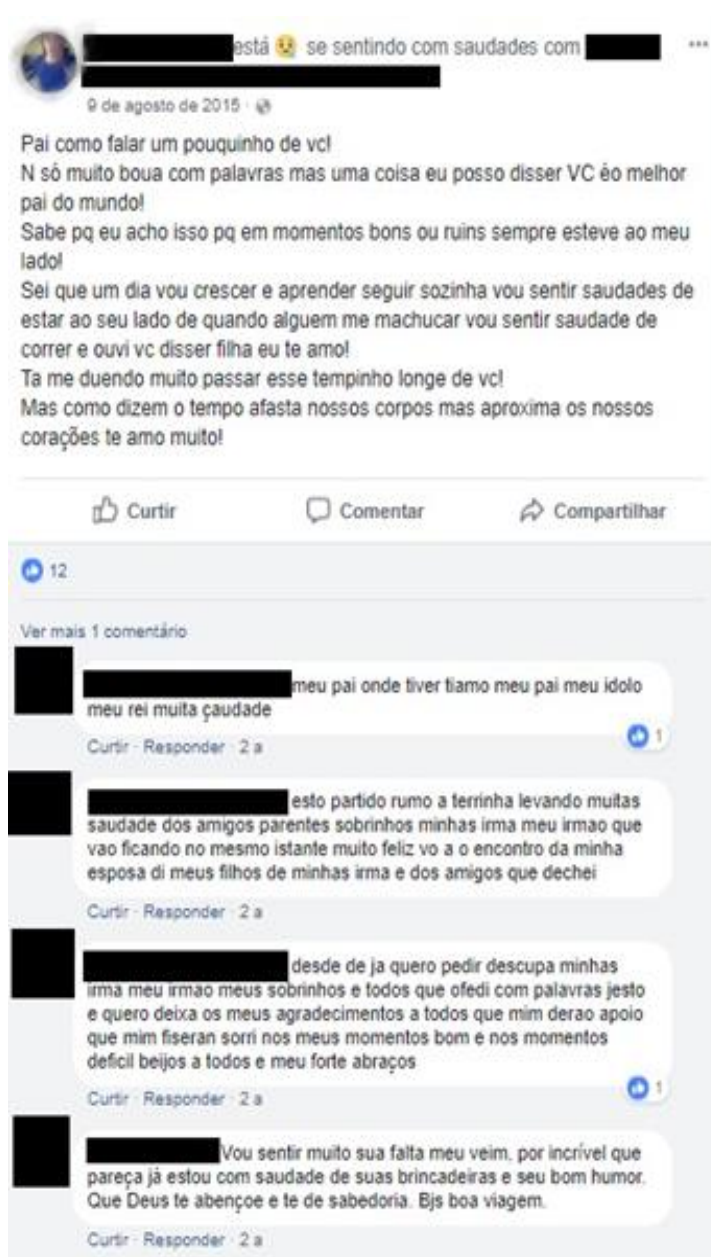 está se sentindo com saudades com
9 de agosto de 2015
Pai como falar um pouquinho de vc!
N só muito boua com palavras mas uma coisa eu posso disser VC éo melhor
pai do mundo!
Sabe pq eu acho isso pq em momentos bons ou ruins sempre esteve ao meu
lado!
Sei que um dia vou crescer e aprender seguir sozinha vou sentir saudades de
estar ao seu lado de quando alguem me machucar vou sentir saudade de
correr e ouvi vc disser filha eu te amo!
Ta me duendo muito passar esse tempinho longe de vc!
Mas como dizem o tempo afasta nossos corpos mas aproxima os nossos
corações te amo muito!
Curtir Comentar Compartilhar
12
Ver mais 1 comentário
meu pai onde tiver tiamo meu pai meu idolo
meu rei muita çaudade
1
Curtir · Responder · 2 a
esto partido rumo a terrinha levando muitas
saudade dos amigos parentes sobrinhos minhas irma meu irmao que
vao ficando no mesmo istante muito feliz vo a o encontro da minha
esposa di meus filhos de minhas irma e dos amigos que dechei
Curtir · Responder · 2 a
desde de ja quero pedir descupa minhas
irma meu irmao meus sobrinhos e todos que ofedi com palavras jesto
e quero deixa os meus agradecimentos a todos que mim derao apoio
que mim fiseran sorri nos meus momentos bom e nos momentos
deficil beijos a todos e meu forte abraços
1
Curtir · Responder · 2 a
Vou sentir muito sua falta meu veim, por incrível que
pareça já estou com saudade de suas brincadeiras e seu bom humor.
Que Deus te abençoe e te de sabedoria. Bjs boa viagem.
Curtir · Responder · 2 a